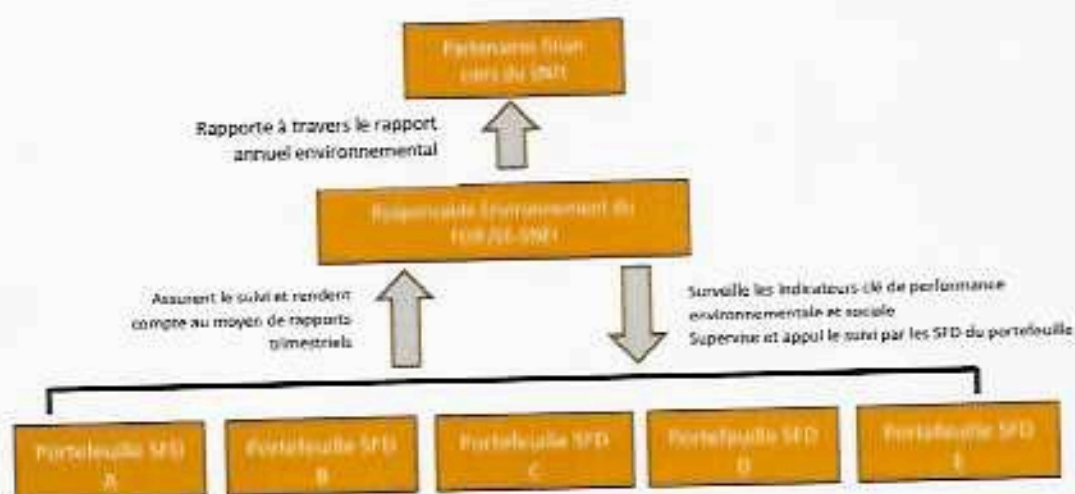 Partenaires finan
ciers du SNFI
Rapporte à travers le rapport
annuel environnemental
Responsable Environnement du
Assurent le suivi et rendent
compte au moyen de rapports
trimestriels
Surveille les indicateurs clé de performance
environnementale et sociale
Supervise et appui le suivi par les SFD du portefeuille
Portefeuille SFD
A
Portefeuille SFD
B
Portefeuille SFD
C
Portefeuille SFD
D
Portefeuille SFD
E